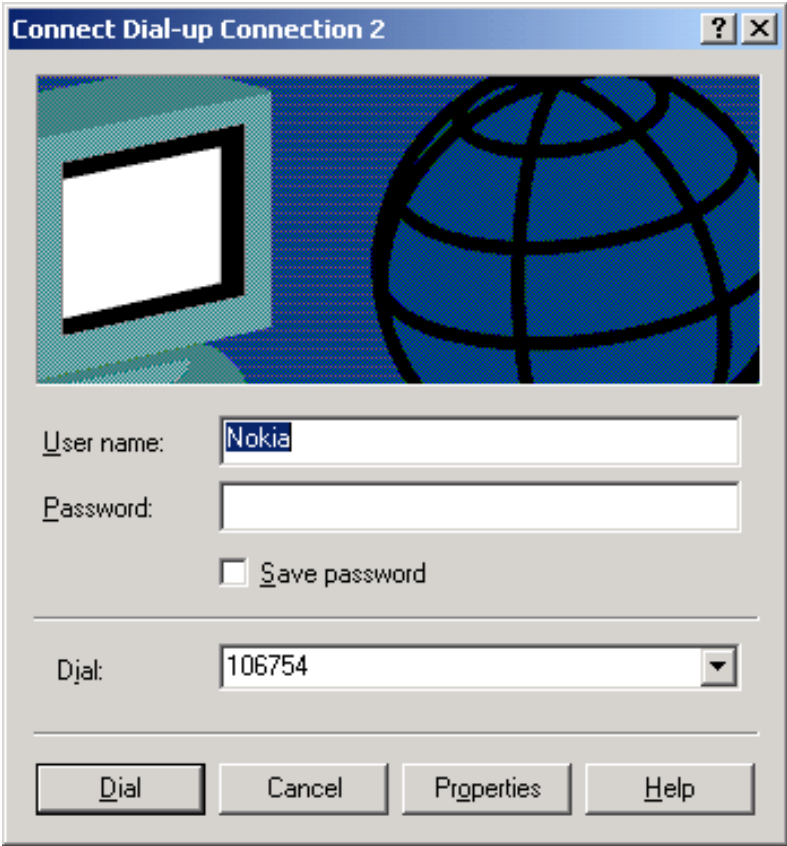 Connect Dial-up Connection 2
User name: Nokia
Password:
Save password
Dial: 106754
Dial Cancel Properties Help